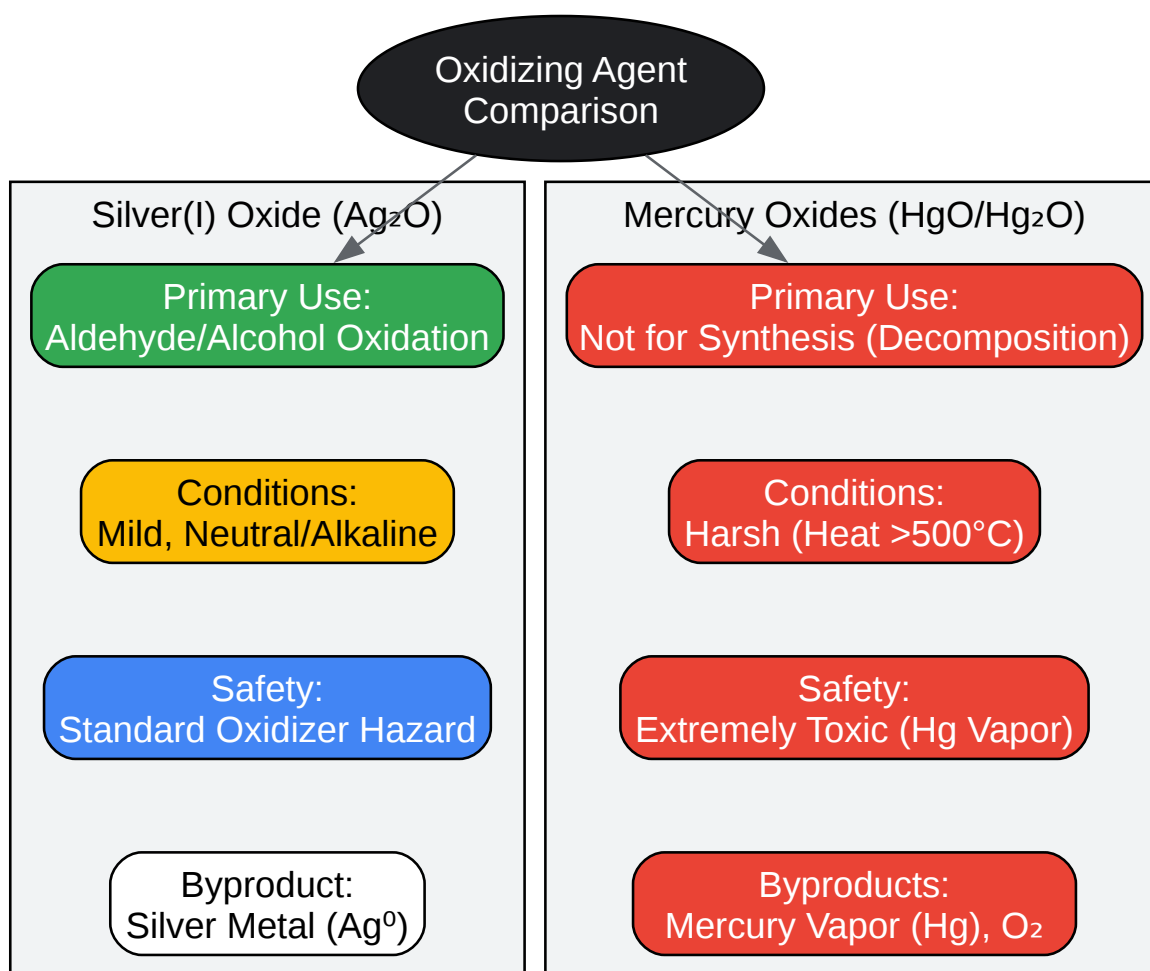 Oxidizing Agent
Comparison
Silver(I) Oxide (Ag₂O)
Primary Use:
Aldehyde/Alcohol Oxidation
Conditions:
Mild, Neutral/Alkaline
Safety:
Standard Oxidizer Hazard
Byproduct:
Silver Metal (Ag⁰)
Mercury Oxides (HgO/Hg₂O)
Primary Use:
Not for Synthesis (Decomposition)
Conditions:
Harsh (Heat >500°C)
Safety:
Extremely Toxic (Hg Vapor)
Byproducts:
Mercury Vapor (Hg), O₂